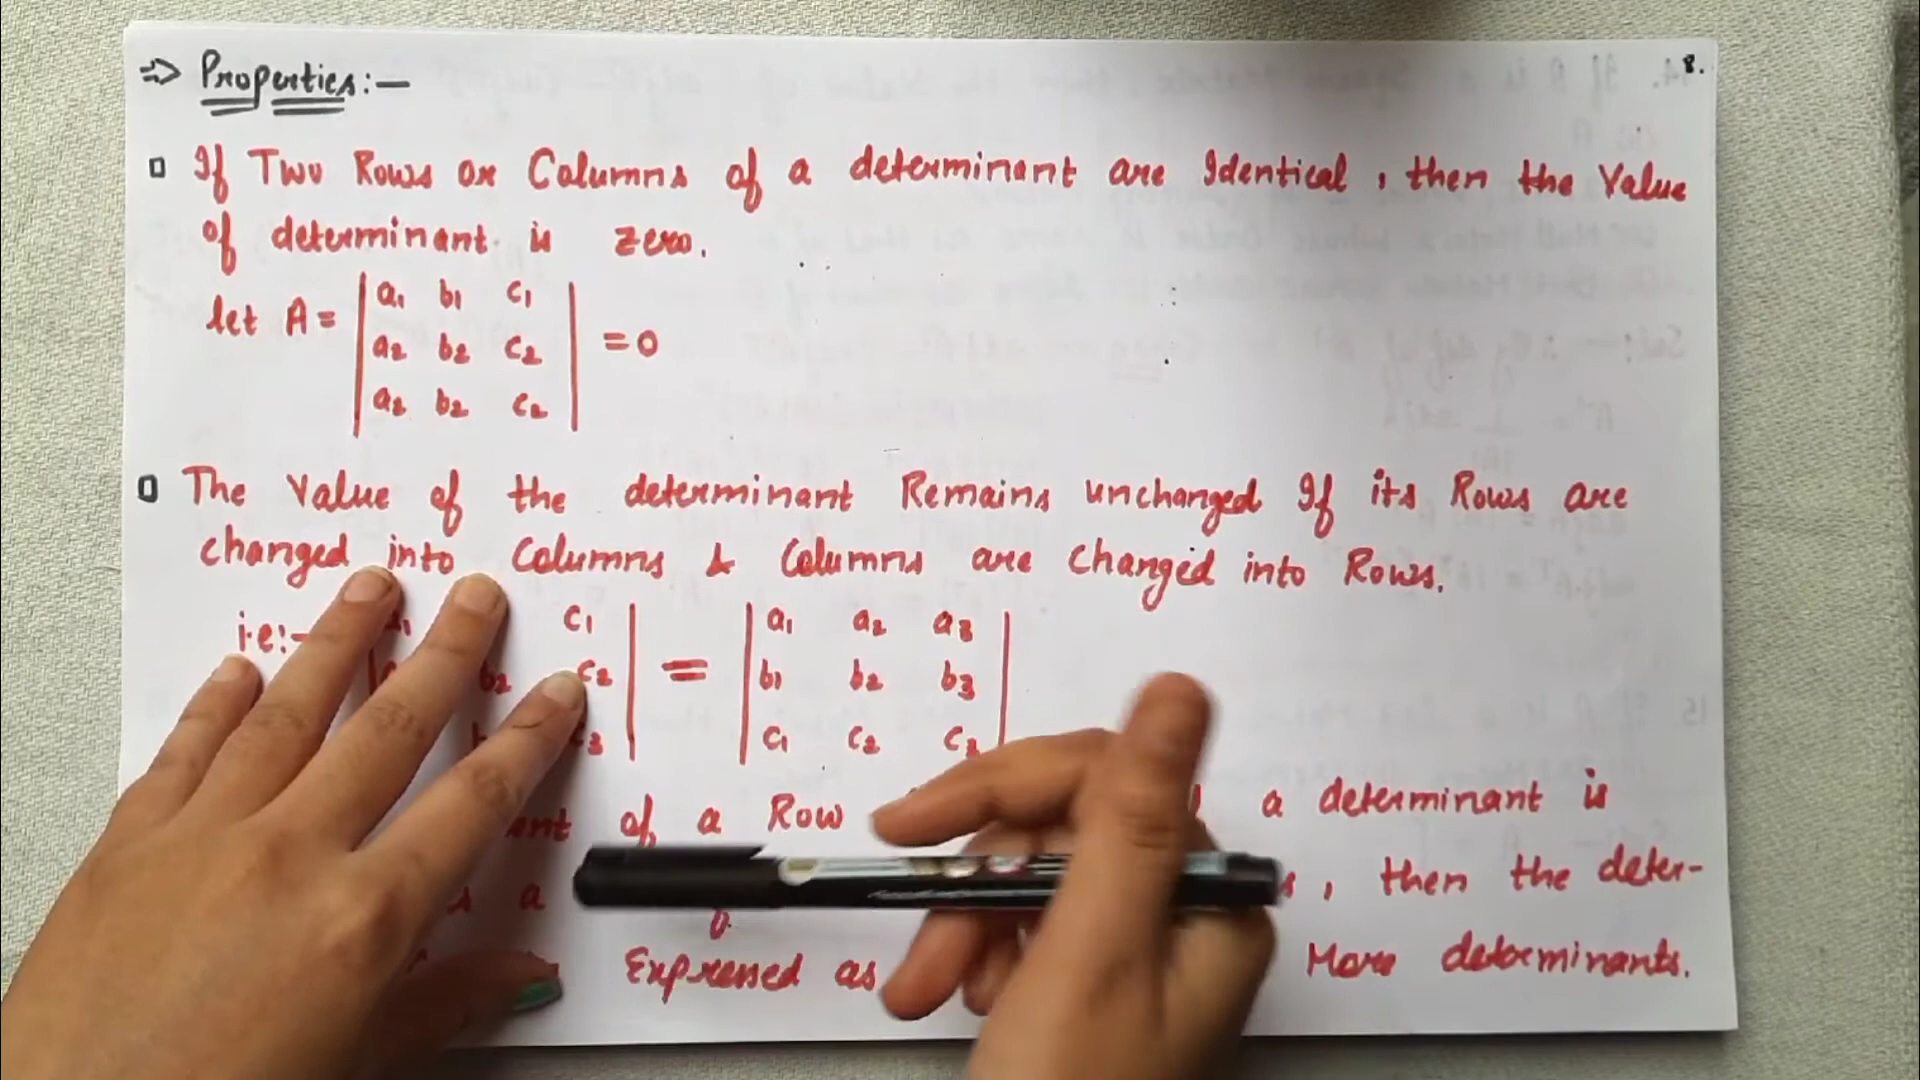 8.
⇒ Properties:-
▫ If Two Rows or Columns of a determinant are Identical, then the Value
of determinant is zero.
let A = | a₁ b₁ c₁ |
| a₂ b₂ c₂ | = 0
| a₂ b₂ c₂ |
▫ The Value of the determinant Remains unchanged If its Rows are
changed into Columns & Columns are changed into Rows.
i.e:- c₁ | = | a₁ a₂ a₃ |
b₂ c₂ | | b₁ b₂ b₃ |
| | c₁ c₂ c₃ |
of a Row a determinant is
a , then the deter-
Expressed as More determinants.